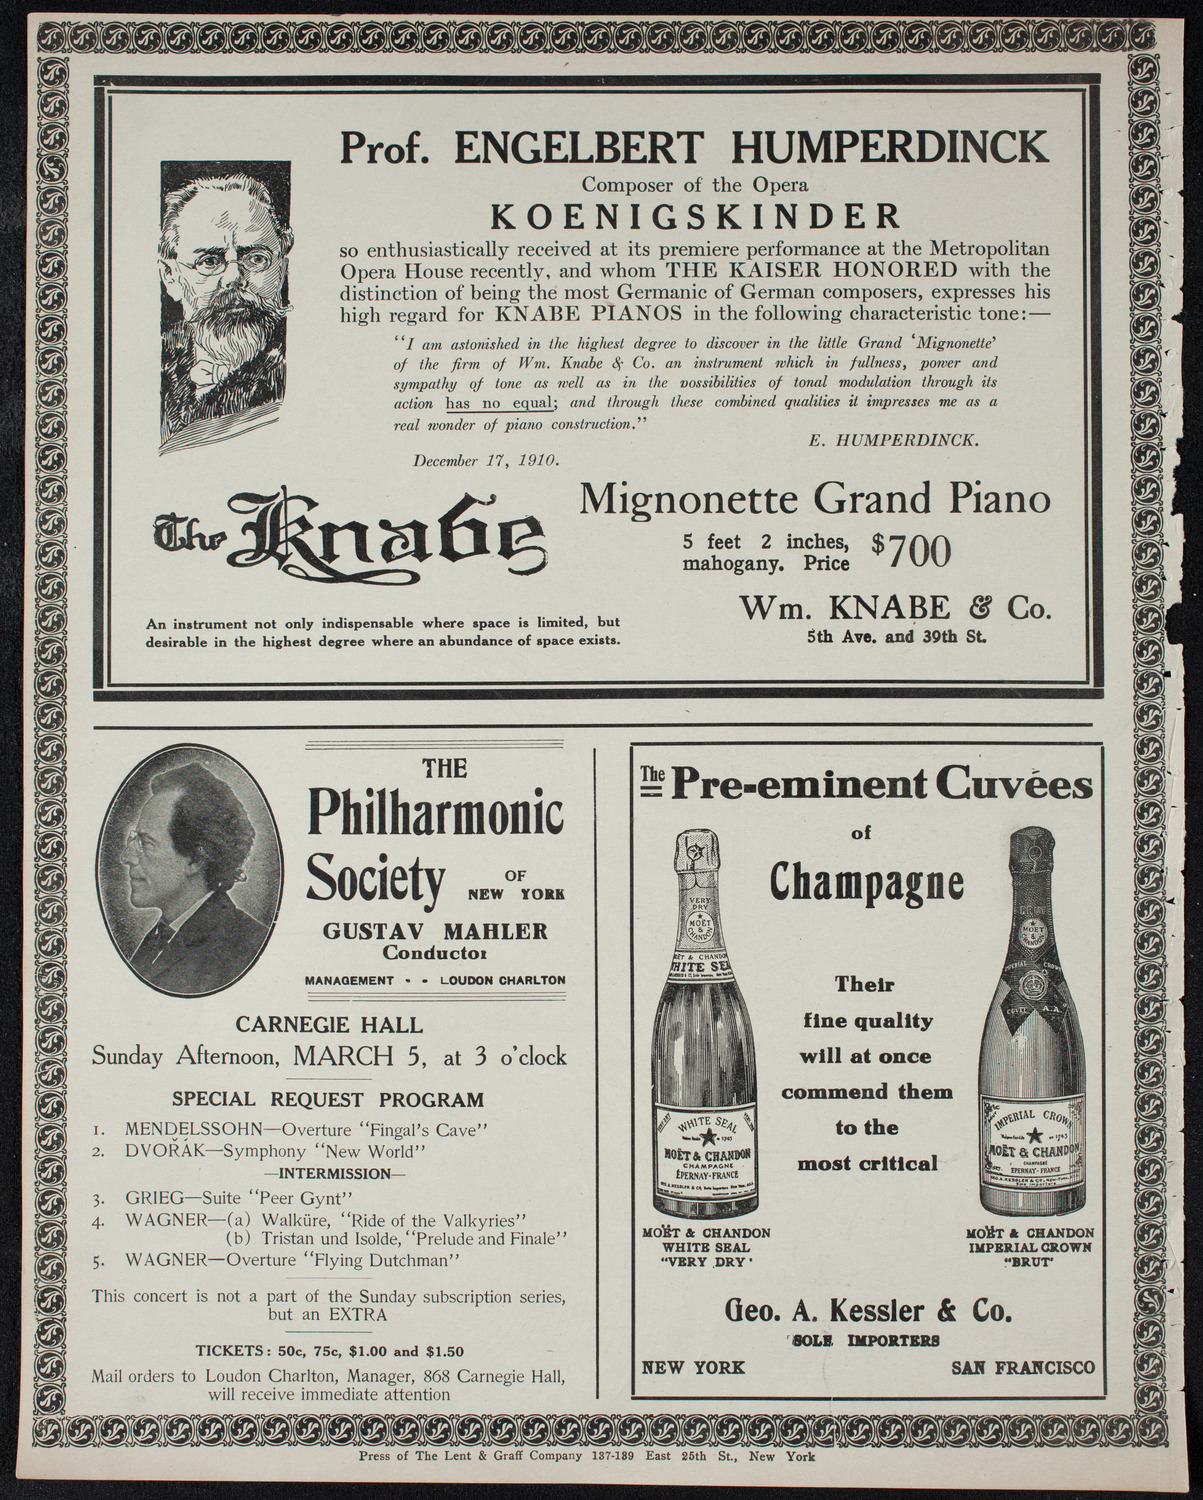 Prof. ENGELBERT HUMPERDINCK
Composer of the Opera
KOENIGSKINDER
so enthusiastically received at its premiere performance at the Metropolitan
Opera House recently, and whom THE KAISER HONORED with the
distinction of being the most Germanic of German composers, expresses his
high regard for KNABE PIANOS in the following characteristic tone:—
"I am astonished in the highest degree to discover in the little Grand 'Mignonette'
of the firm of Wm. Knabe & Co. an instrument which in fullness, power and
sympathy of tone as well as in the possibilities of tonal modulation through its
action has no equal; and through these combined qualities it impresses me as a
real wonder of piano construction."
E. HUMPERDINCK.
December 17, 1910.
The Knabe
Mignonette Grand Piano
5 feet 2 inches,
mahogany. Price $700
Wm. KNABE & Co.
5th Ave. and 39th St.
An instrument not only indispensable where space is limited, but
desirable in the highest degree where an abundance of space exists.
THE
Philharmonic
Society OF
NEW YORK
GUSTAV MAHLER
Conductor
MANAGEMENT - - LOUDON CHARLTON
CARNEGIE HALL
Sunday Afternoon, MARCH 5, at 3 o'clock
SPECIAL REQUEST PROGRAM
1. MENDELSSOHN—Overture "Fingal's Cave"
2. DVOŘÁK—Symphony "New World"
—INTERMISSION—
3. GRIEG—Suite "Peer Gynt"
4. WAGNER—(a) Walküre, "Ride of the Valkyries"
(b) Tristan und Isolde, "Prelude and Finale"
5. WAGNER—Overture "Flying Dutchman"
This concert is not a part of the Sunday subscription series,
but an EXTRA
TICKETS: 50c, 75c, $1.00 and $1.50
Mail orders to Loudon Charlton, Manager, 868 Carnegie Hall,
will receive immediate attention
The Pre-eminent Cuvées
of
Champagne
Their
fine quality
will at once
commend them
to the
most critical
VERY
DRY
MOËT
&
CHANDON
WHITE SEAL
MOËT & CHANDON
CHAMPAGNE
ÉPERNAY-FRANCE
MOËT
&
CHANDON
IMPERIAL CROWN
MOËT & CHANDON
CHAMPAGNE
ÉPERNAY-FRANCE
MOËT & CHANDON
WHITE SEAL
"VERY DRY"
MOËT & CHANDON
IMPERIAL CROWN
"BRUT"
Geo. A. Kessler & Co.
SOLE IMPORTERS
NEW YORK SAN FRANCISCO
Press of The Lent & Graff Company 137-139 East 25th St., New York